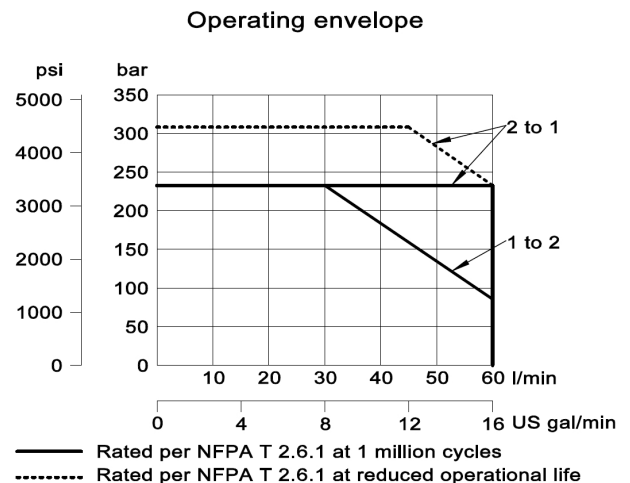 Operating envelope
psi bar
5000
4000
3000
2000
1000
0
350
300
250
200
150
100
50
0
2 to 1
1 to 2
10 20 30 40 50 60 l/min
0 4 8 12 16 US gal/min
Rated per NFPA T 2.6.1 at 1 million cycles
Rated per NFPA T 2.6.1 at reduced operational life